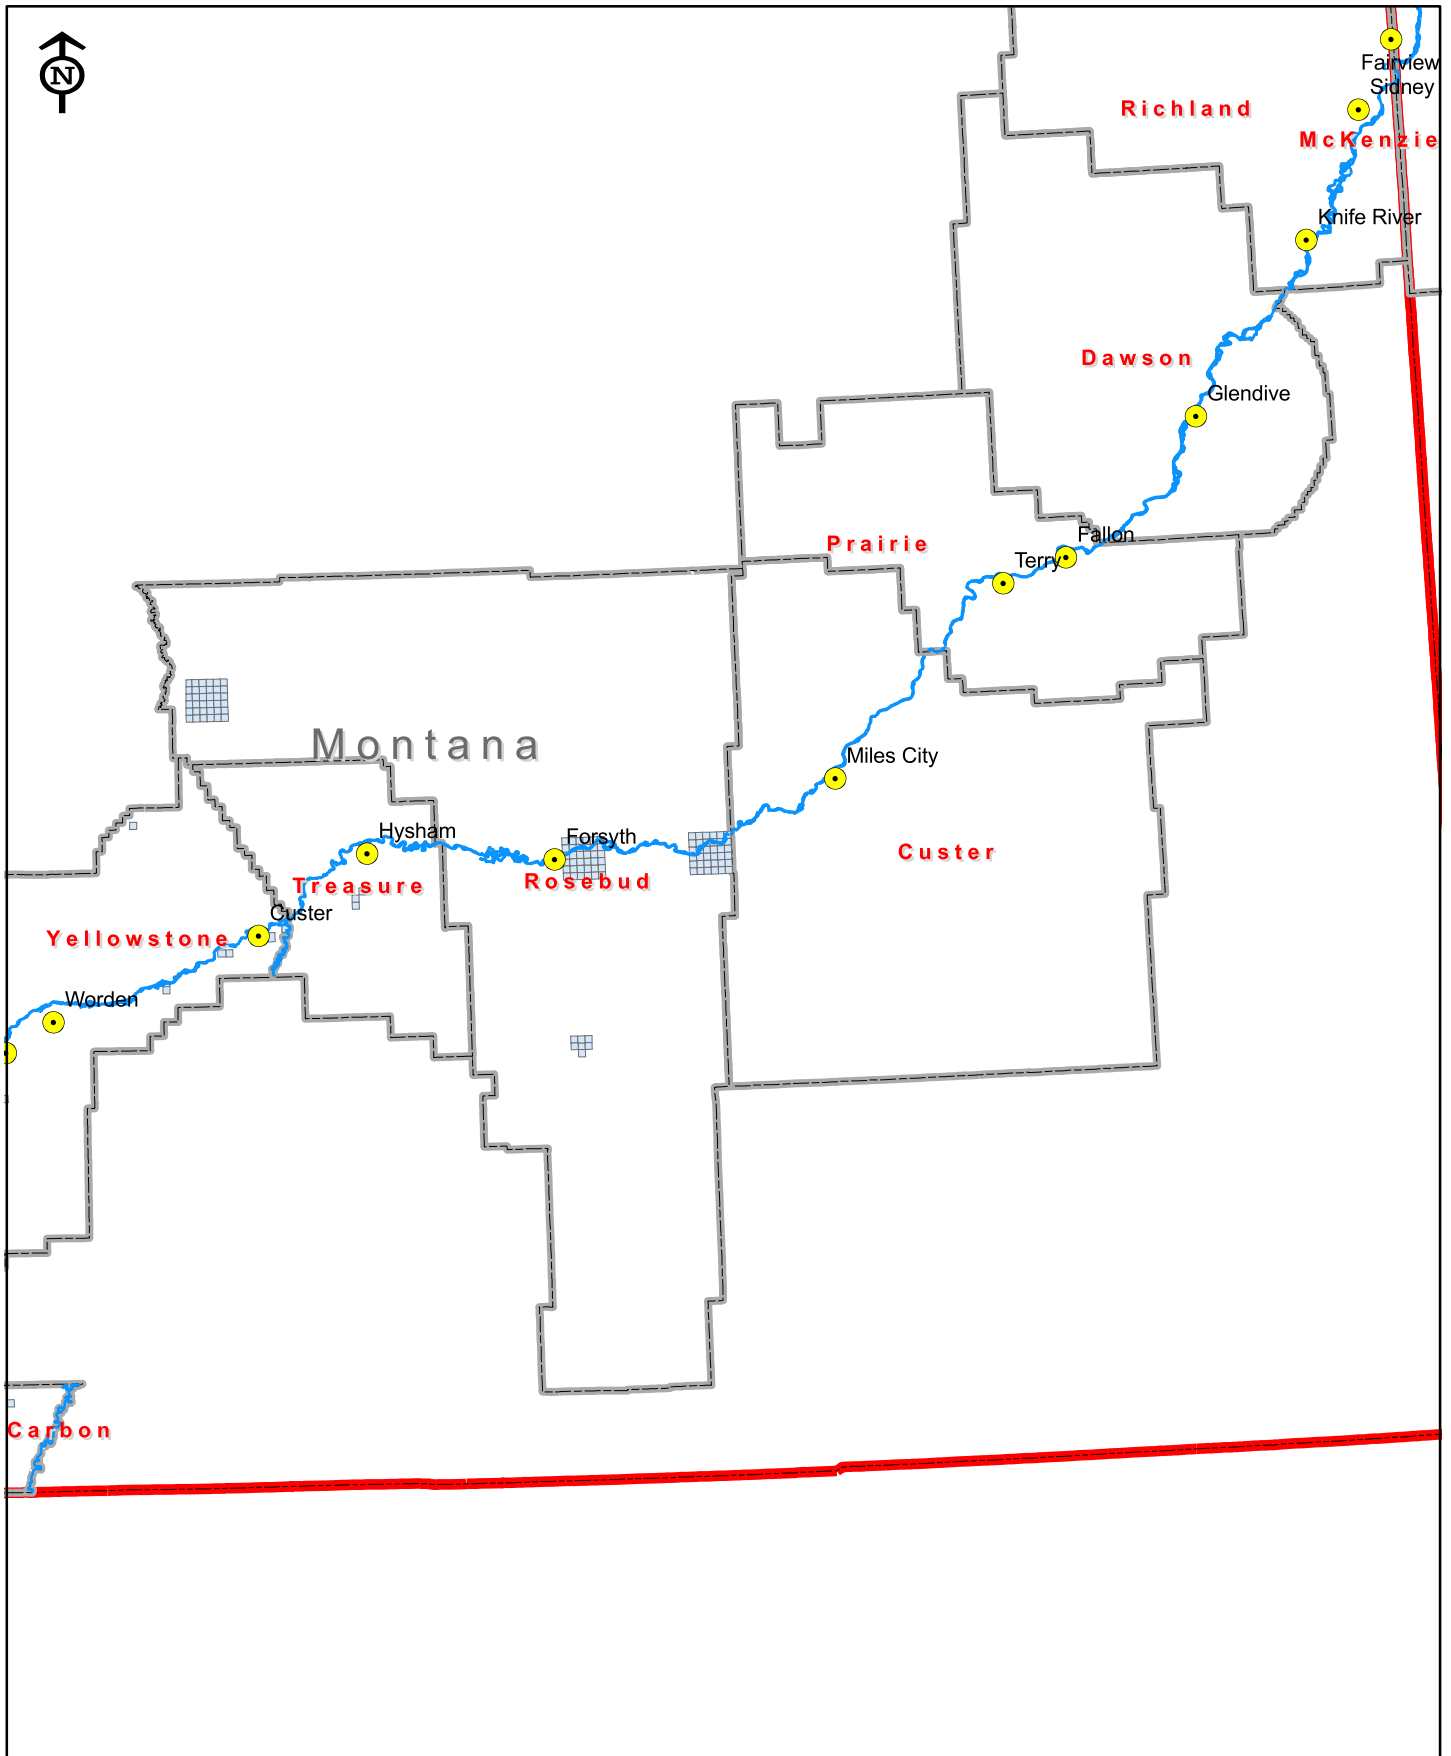 N
Fairview
Sidney
Richland
McKenzie
Knife River
Dawson
Glendive
Fallon
Prairie
Terry
Montana
Miles City
Hysham
Forsyth
Custer
Rosebud
Treasure
Custer
Yellowstone
Worden
Carbon